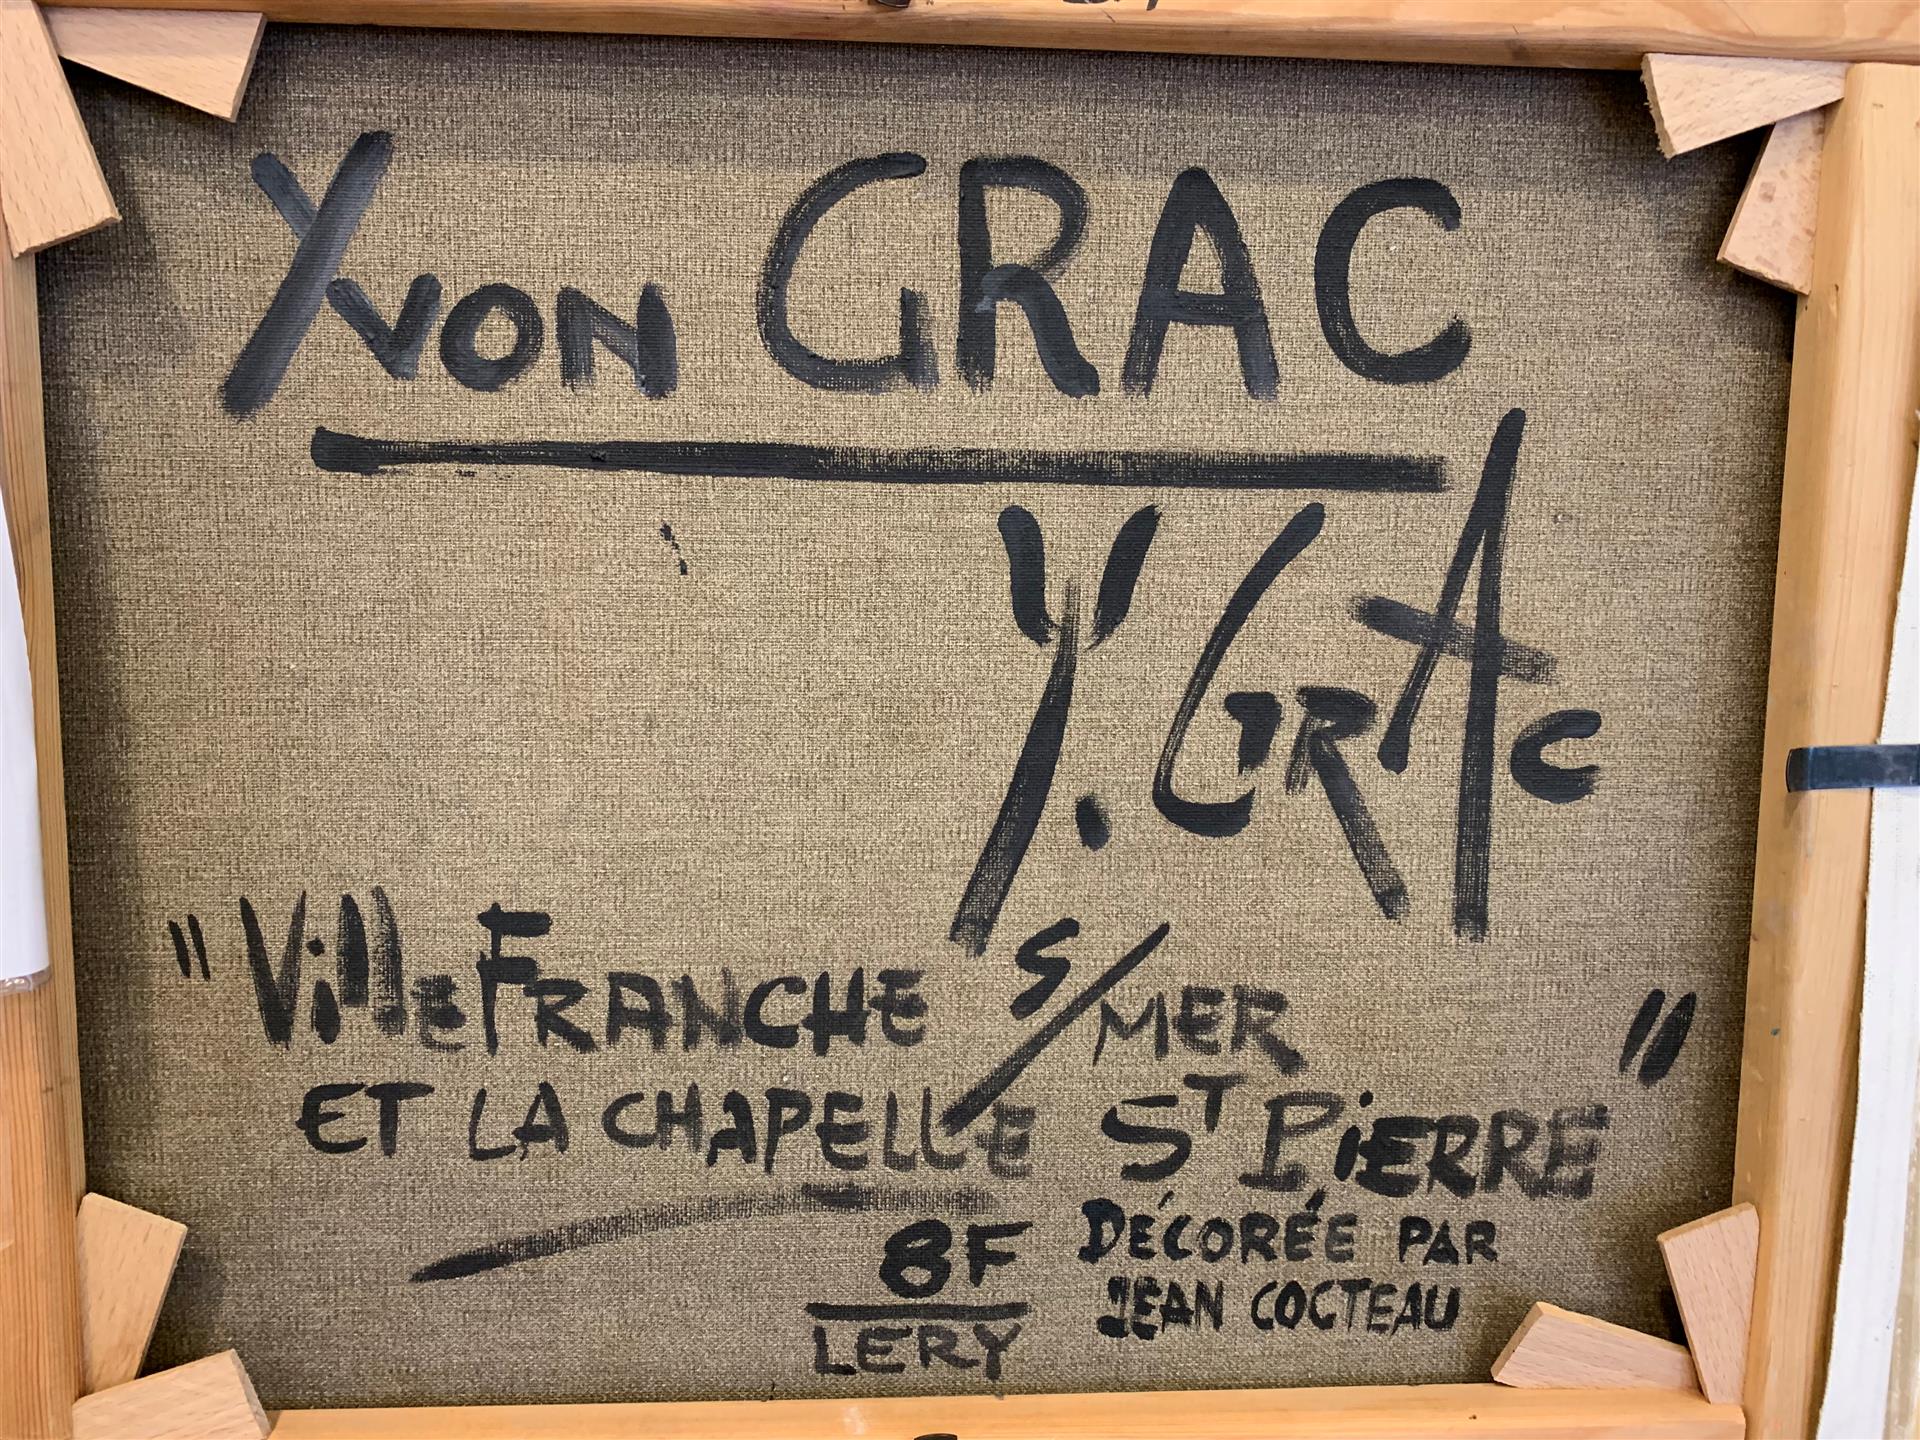 Yvon GRAC
Y. GRAC
" VilleFRANCHE S/MER
ET LA CHAPELLE ST PiERRE "
8F
LERY
DÉCORÉE PAR
JEAN COCTEAU